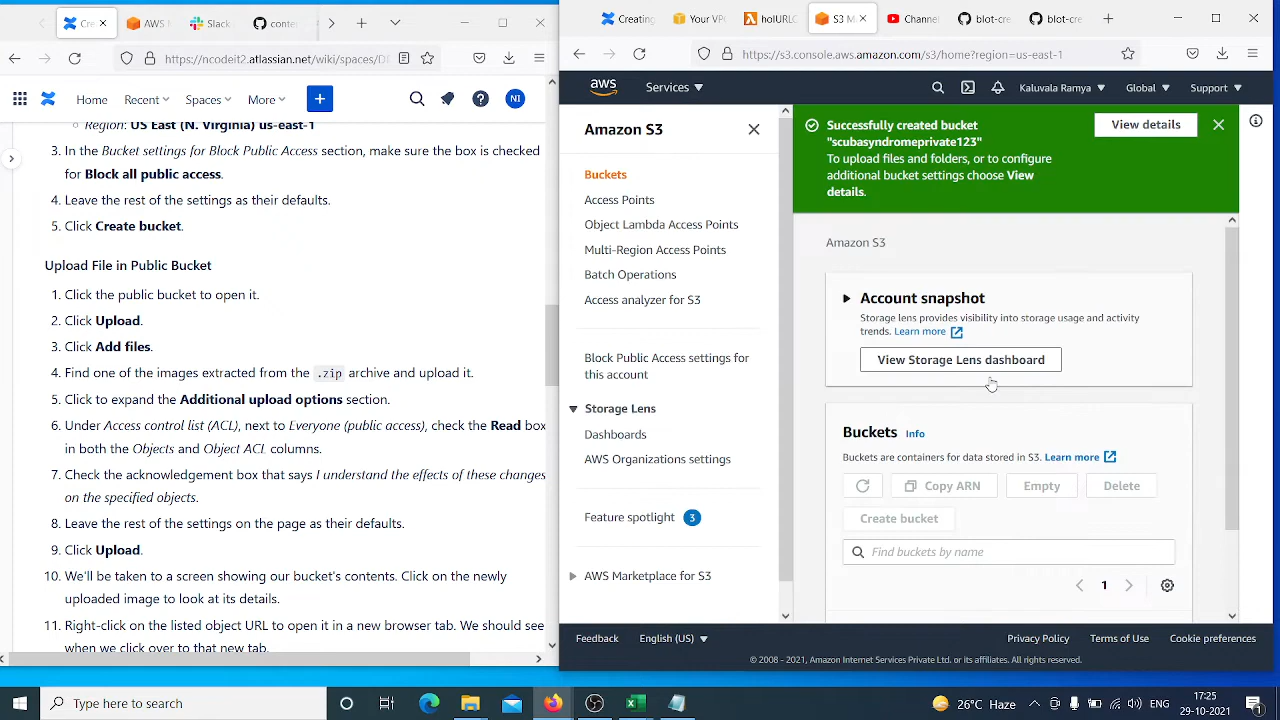 Cre
AWS
Slack
conter
https://ncodeit2.atlassian.net/wiki/spaces/DI
Home
Recent
Spaces
More
NI
Region: US East (N. Virginia) us-east-1
3. In the Bucket settings for Block Public Access section, make sure the box is checked
for Block all public access.
4. Leave the rest of the settings as their defaults.
5. Click Create bucket.
Upload File in Public Bucket
1. Click the public bucket to open it.
2. Click Upload.
3. Click Add files.
4. Find one of the images extracted from the .zip archive and upload it.
5. Click to expand the Additional upload options section.
6. Under Access control list (ACL), next to Everyone (public access), check the Read box
in both the Objects and Object ACL columns.
7. Check the acknowledgement box that says I understand the effects of these changes
on the specified objects.
8. Leave the rest of the settings on the page as their defaults.
9. Click Upload.
10. We'll be taken to a screen showing our bucket's contents. Click on the newly
uploaded image to look at its details.
11. Right-click on the listed object URL to open it in a new browser tab. We should see
when we click over to that new tab.
Creating
Your VP
holURLC
S3 M
Channel
blot-cre
blot-cre
https://s3.console.aws.amazon.com/s3/home?region=us-east-1
aws
Services
Kaluvala Ramya
Global
Support
Amazon S3
Buckets
Access Points
Object Lambda Access Points
Multi-Region Access Points
Batch Operations
Access analyzer for S3
Block Public Access settings for
this account
Storage Lens
Dashboards
AWS Organizations settings
Feature spotlight 3
AWS Marketplace for S3
Successfully created bucket
"scubasyndromeprivate123"
To upload files and folders, or to configure
additional bucket settings choose View
details.
View details
Amazon S3
Account snapshot
Storage lens provides visibility into storage usage and activity
trends. Learn more
View Storage Lens dashboard
Buckets Info
Buckets are containers for data stored in S3. Learn more
Copy ARN
Empty
Delete
Create bucket
Find buckets by name
1
Feedback
English (US)
Privacy Policy
Terms of Use
Cookie preferences
© 2008 - 2021, Amazon Internet Services Private Ltd. or its affiliates. All rights reserved.
Type here to search
26°C Haze
17:25
29-10-2021